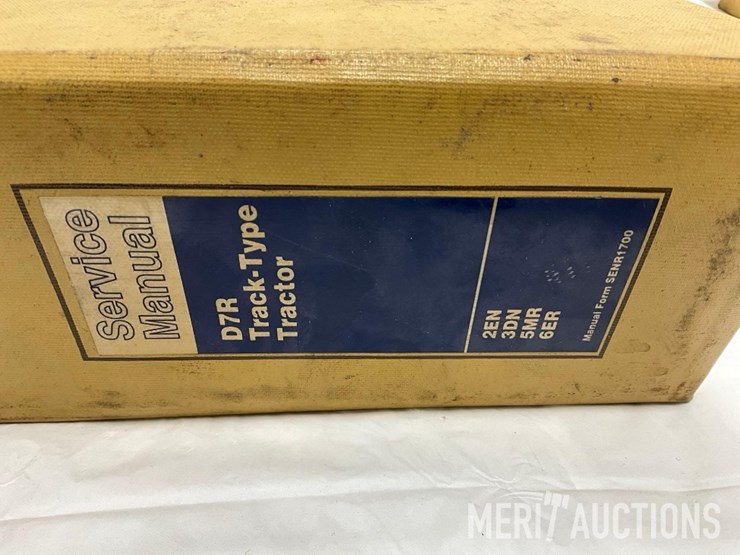 Service
Manual
D7R
Track-Type
Tractor
2EN
3DN
5MR
6ER
Manual Form SENR1700
MERIT AUCTIONS